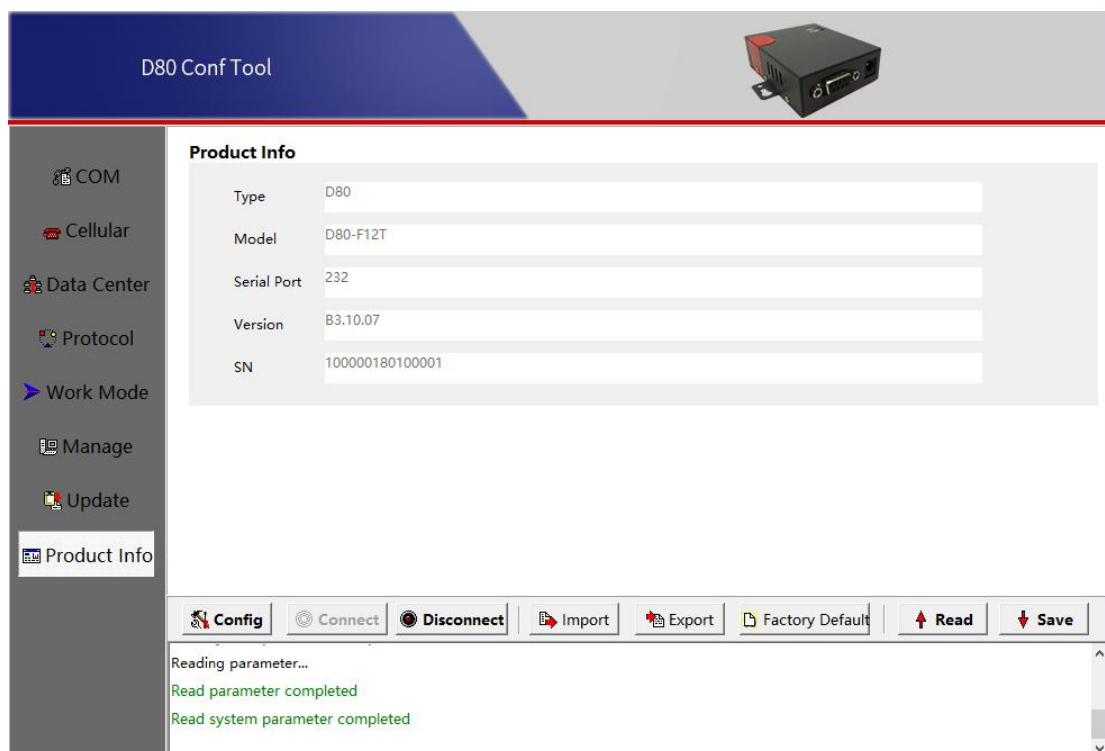 D80 Conf Tool
COM
Cellular
Data Center
Protocol
Work Mode
Manage
Update
Product Info
Product Info
Type D80
Model D80-F12T
Serial Port 232
Version B3.10.07
SN 100000180100001
Config Connect Disconnect Import Export Factory Default Read Save
Reading parameter...
Read parameter completed
Read system parameter completed